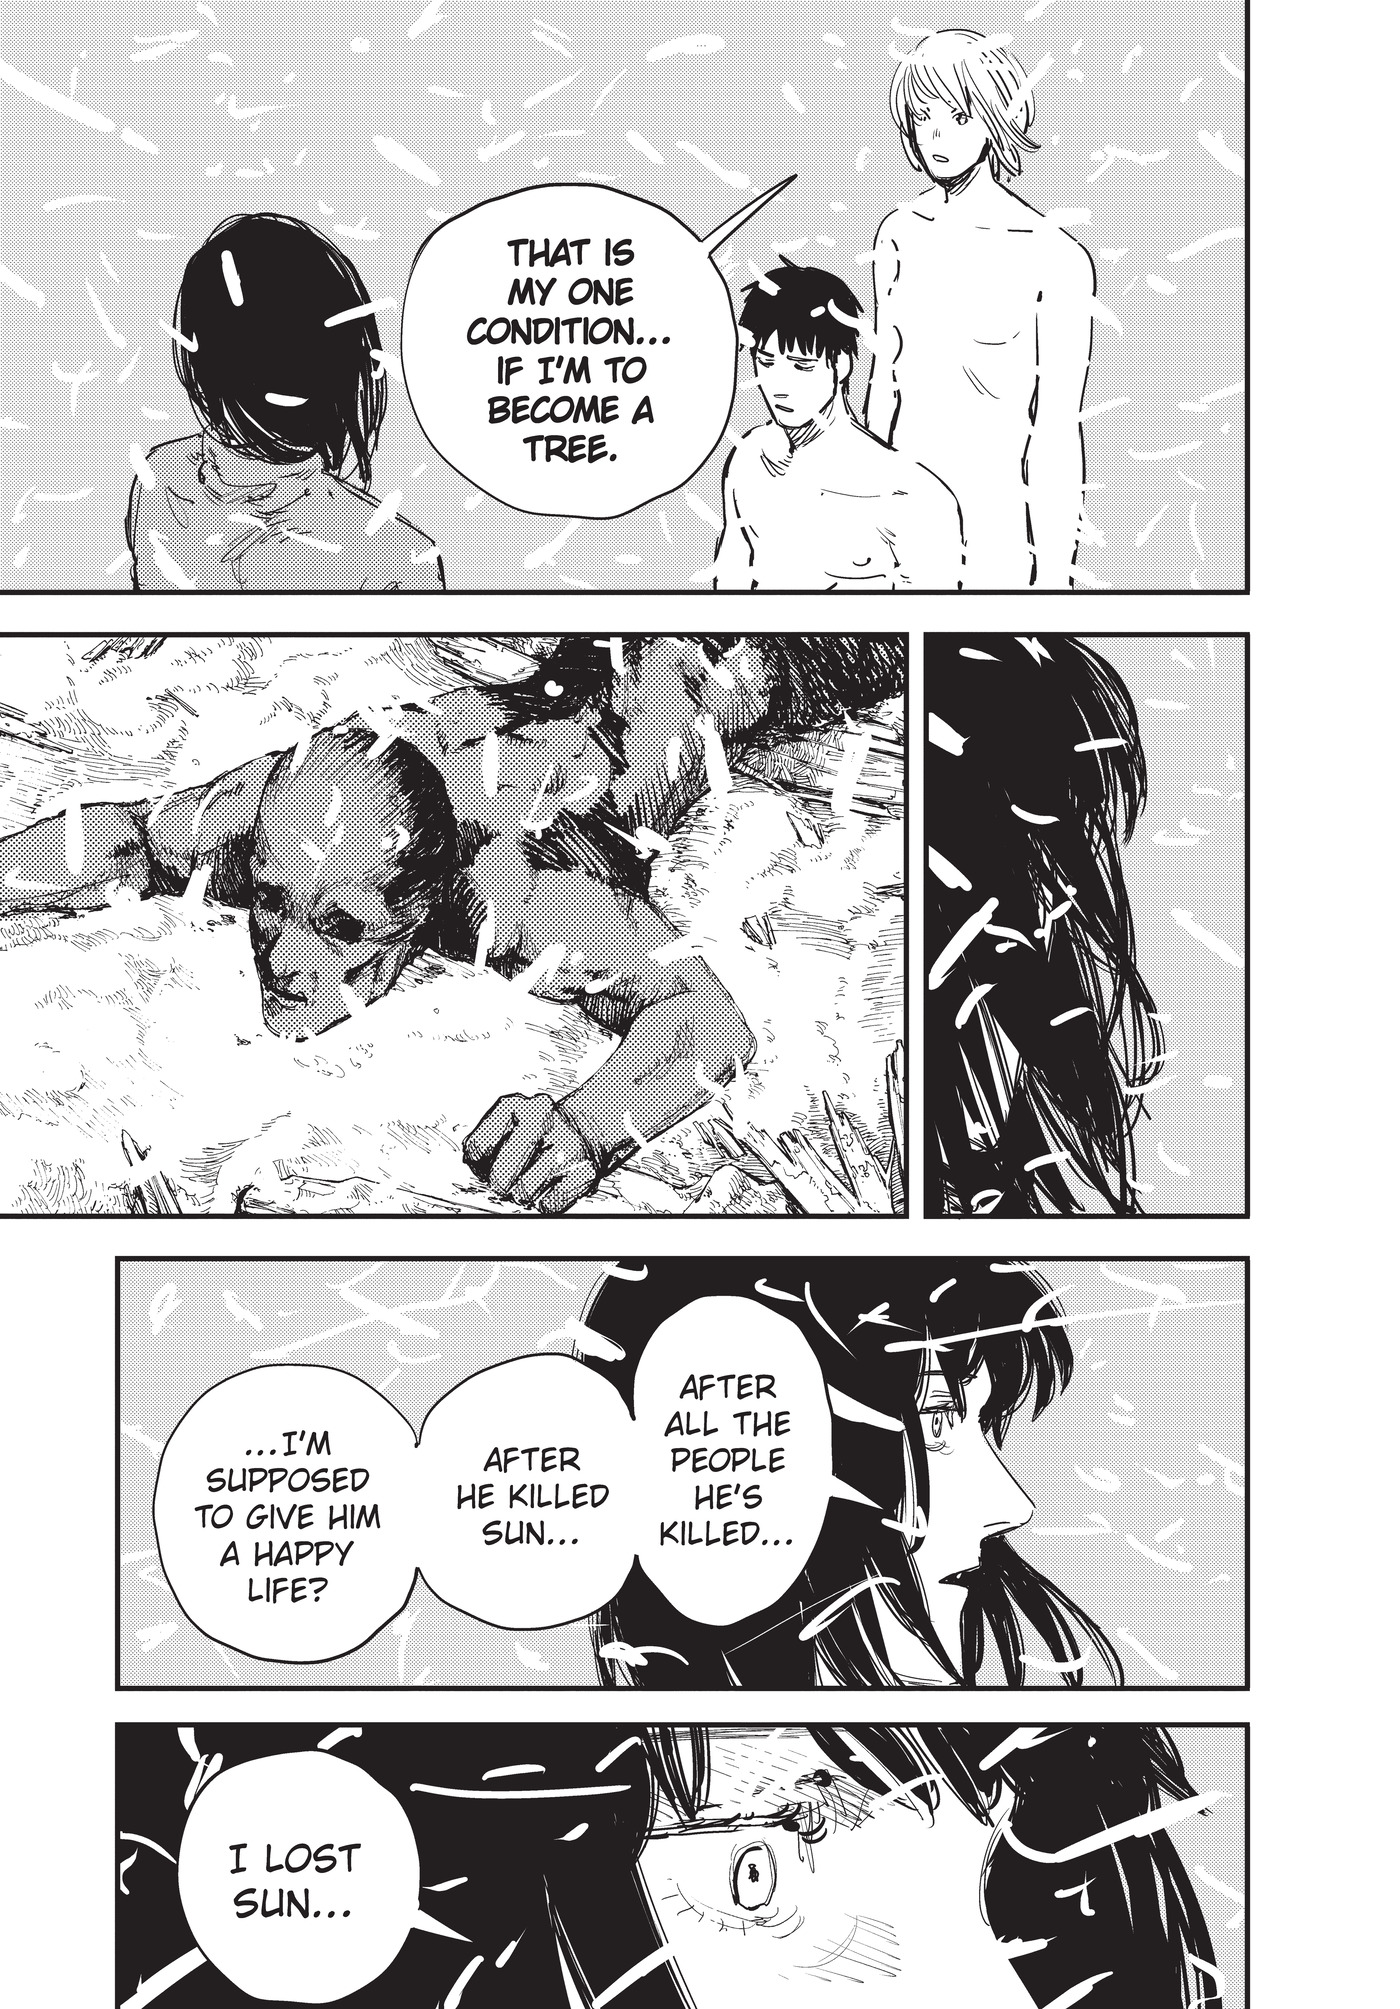 THAT IS
MY ONE
CONDITION...
IF I'M TO
BECOME A
TREE.
AFTER
ALL THE
PEOPLE
HE'S
KILLED...
AFTER
HE KILLED
SUN...
...I'M
SUPPOSED
TO GIVE HIM
A HAPPY
LIFE?
I LOST
SUN...